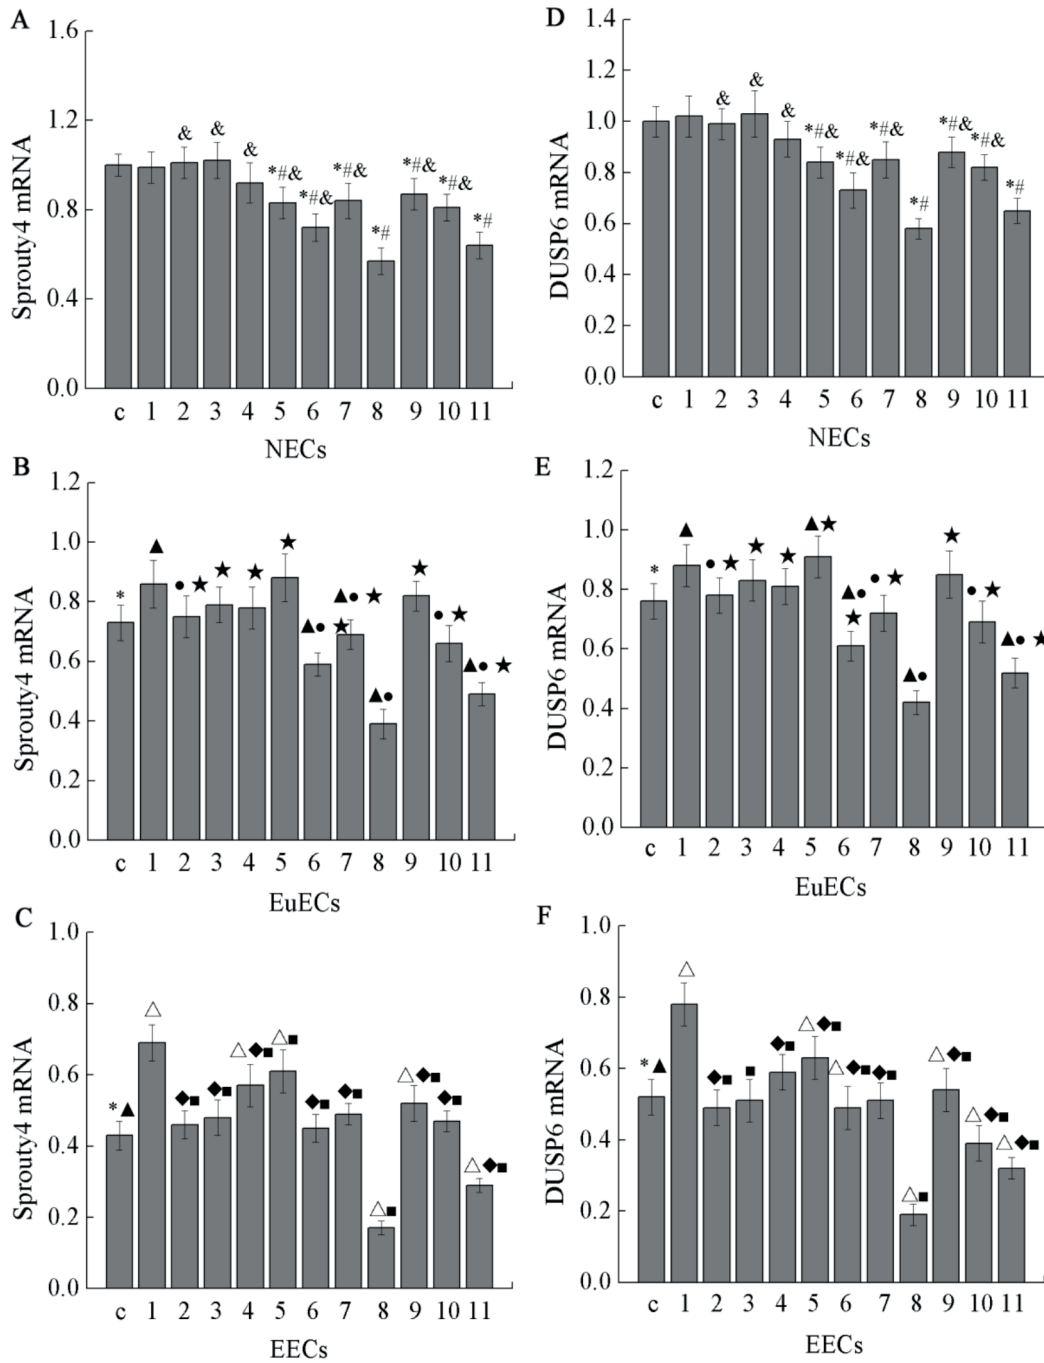 A
1.6
1.2
0.8
0.4
0.0
Sprouty4 mRNA
& & & *#& *#& *#& *# *#& *#& *#
c 1 2 3 4 5 6 7 8 9 10 11
NECs
D
1.4
1.2
1.0
0.8
0.6
0.4
0.2
0.0
DUSP6 mRNA
& & & *#& *#& *#& *# *#& *#& *#
c 1 2 3 4 5 6 7 8 9 10 11
NECs
B
1.2
1.0
0.8
0.6
0.4
0.2
0.0
Sprouty4 mRNA
* ▲ ●★ ★ ★ ★ ▲●★ ▲●★ ▲● ★ ●★ ▲●★
c 1 2 3 4 5 6 7 8 9 10 11
EuECs
E
1.2
1.0
0.8
0.6
0.4
0.2
0.0
DUSP6 mRNA
* ▲ ●★ ★ ★ ▲★ ▲●★ ●★ ▲● ★ ●★ ▲●★
c 1 2 3 4 5 6 7 8 9 10 11
EuECs
C
1.0
0.8
0.6
0.4
0.2
0.0
Sprouty4 mRNA
*▲ △ ◆■ ◆■ △◆■ △■ ◆■ ◆■ △■ △◆■ ◆■ △◆■
c 1 2 3 4 5 6 7 8 9 10 11
EECs
F
1.0
0.8
0.6
0.4
0.2
0.0
DUSP6 mRNA
*▲ △ ◆■ ■ ◆■ △◆■ △◆■ ◆■ △■ △◆■ △◆■ △◆■
c 1 2 3 4 5 6 7 8 9 10 11
EECs